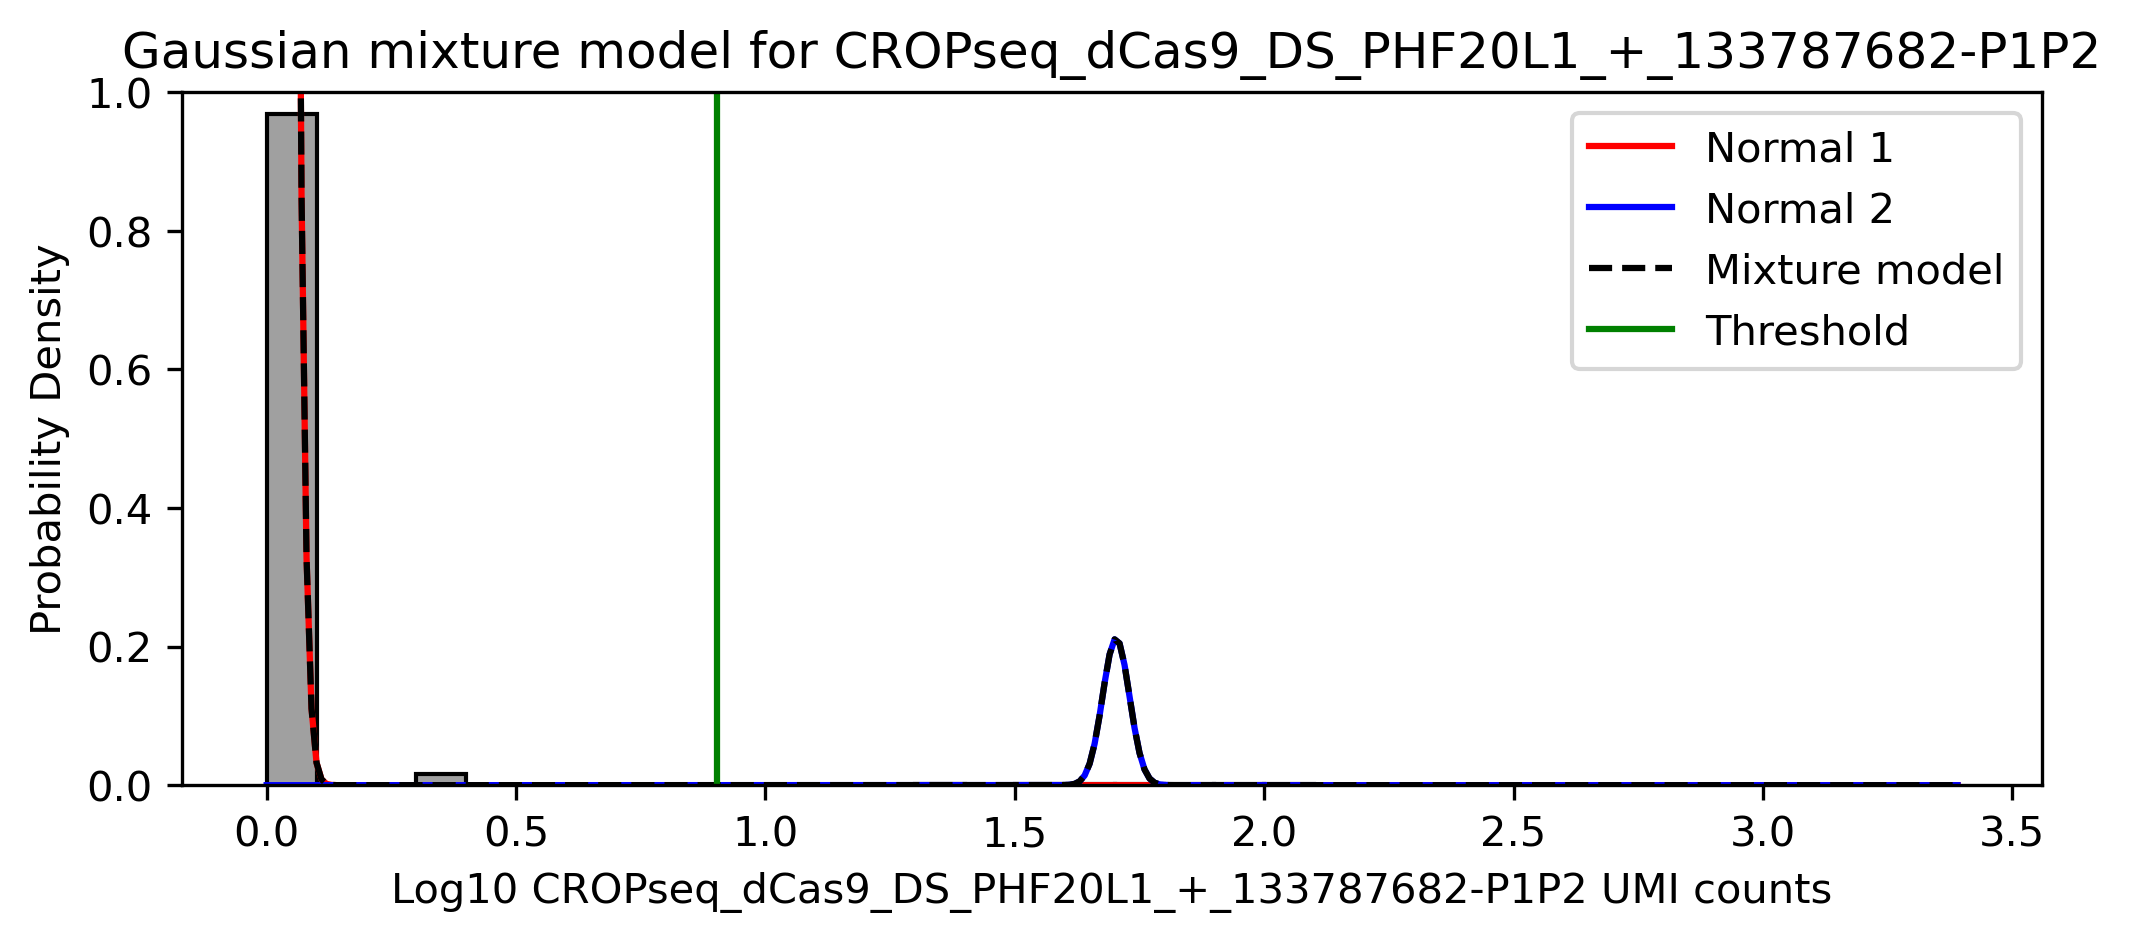 Gaussian mixture model for CROPseq_dCas9_DS_PHF20L1_+_133787682-P1P2
1.0
0.8
0.6
0.4
0.2
0.0
Probability Density
Normal 1
Normal 2
Mixture model
Threshold
0.0 0.5 1.0 1.5 2.0 2.5 3.0 3.5
Log10 CROPseq_dCas9_DS_PHF20L1_+_133787682-P1P2 UMI counts